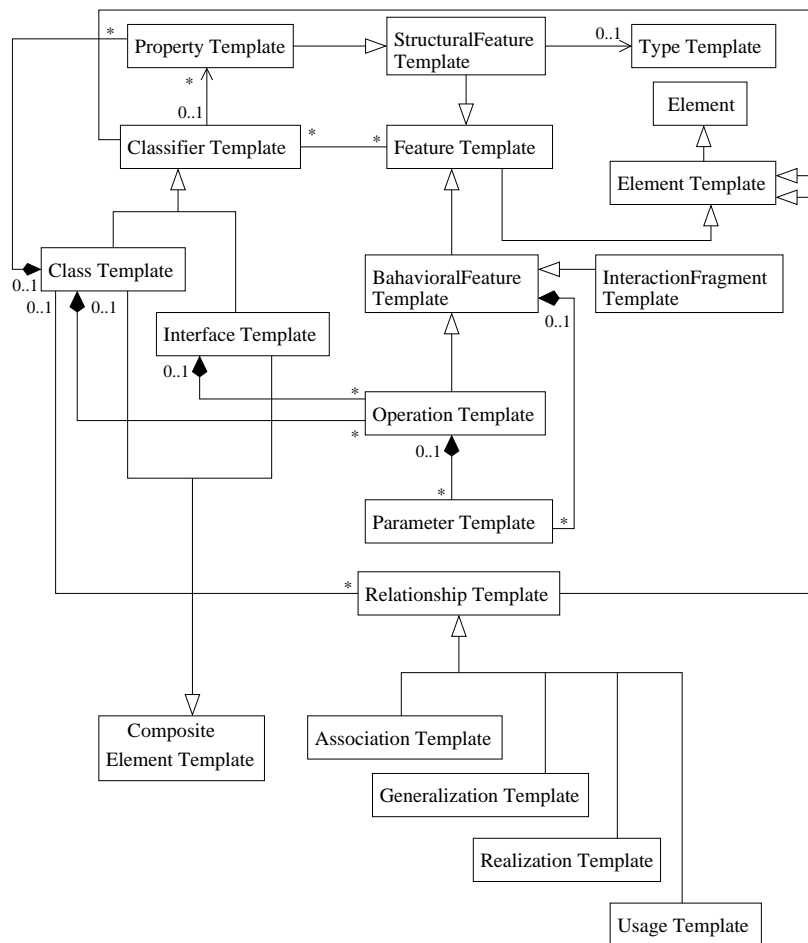 *
Property Template
StructuralFeature
Template
0..1
Type Template
*
0..1
Element
Classifier Template
*
*
Feature Template
Element Template
Class Template
0..1
0..1
0..1
BahavioralFeature
Template
0..1
InteractionFragment
Template
Interface Template
0..1
*
Operation Template
*
0..1
*
Parameter Template
*
*
Relationship Template
Composite
Element Template
Association Template
Generalization Template
Realization Template
Usage Template